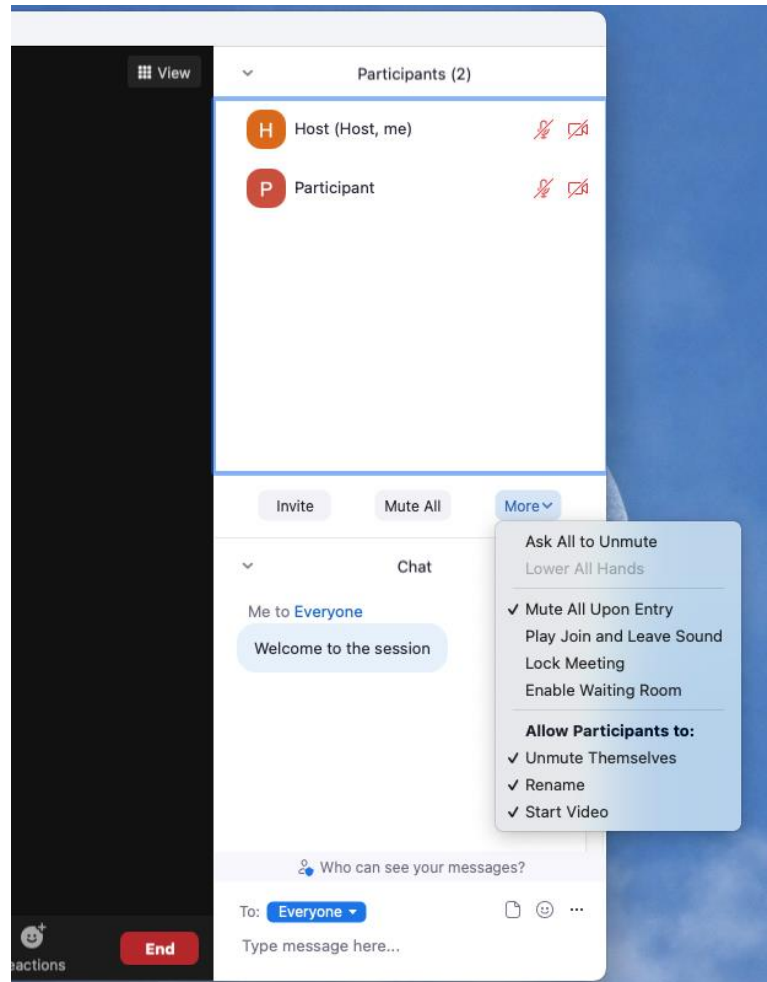 View
Participants (2)
H
Host (Host, me)
P
Participant
Invite
Mute All
More
Ask All to Unmute
Lower All Hands
Mute All Upon Entry
Play Join and Leave Sound
Lock Meeting
Enable Waiting Room
Allow Participants to:
Unmute Themselves
Rename
Start Video
Chat
Me to Everyone
Welcome to the session
Who can see your messages?
To: Everyone
Type message here...
eactions
End